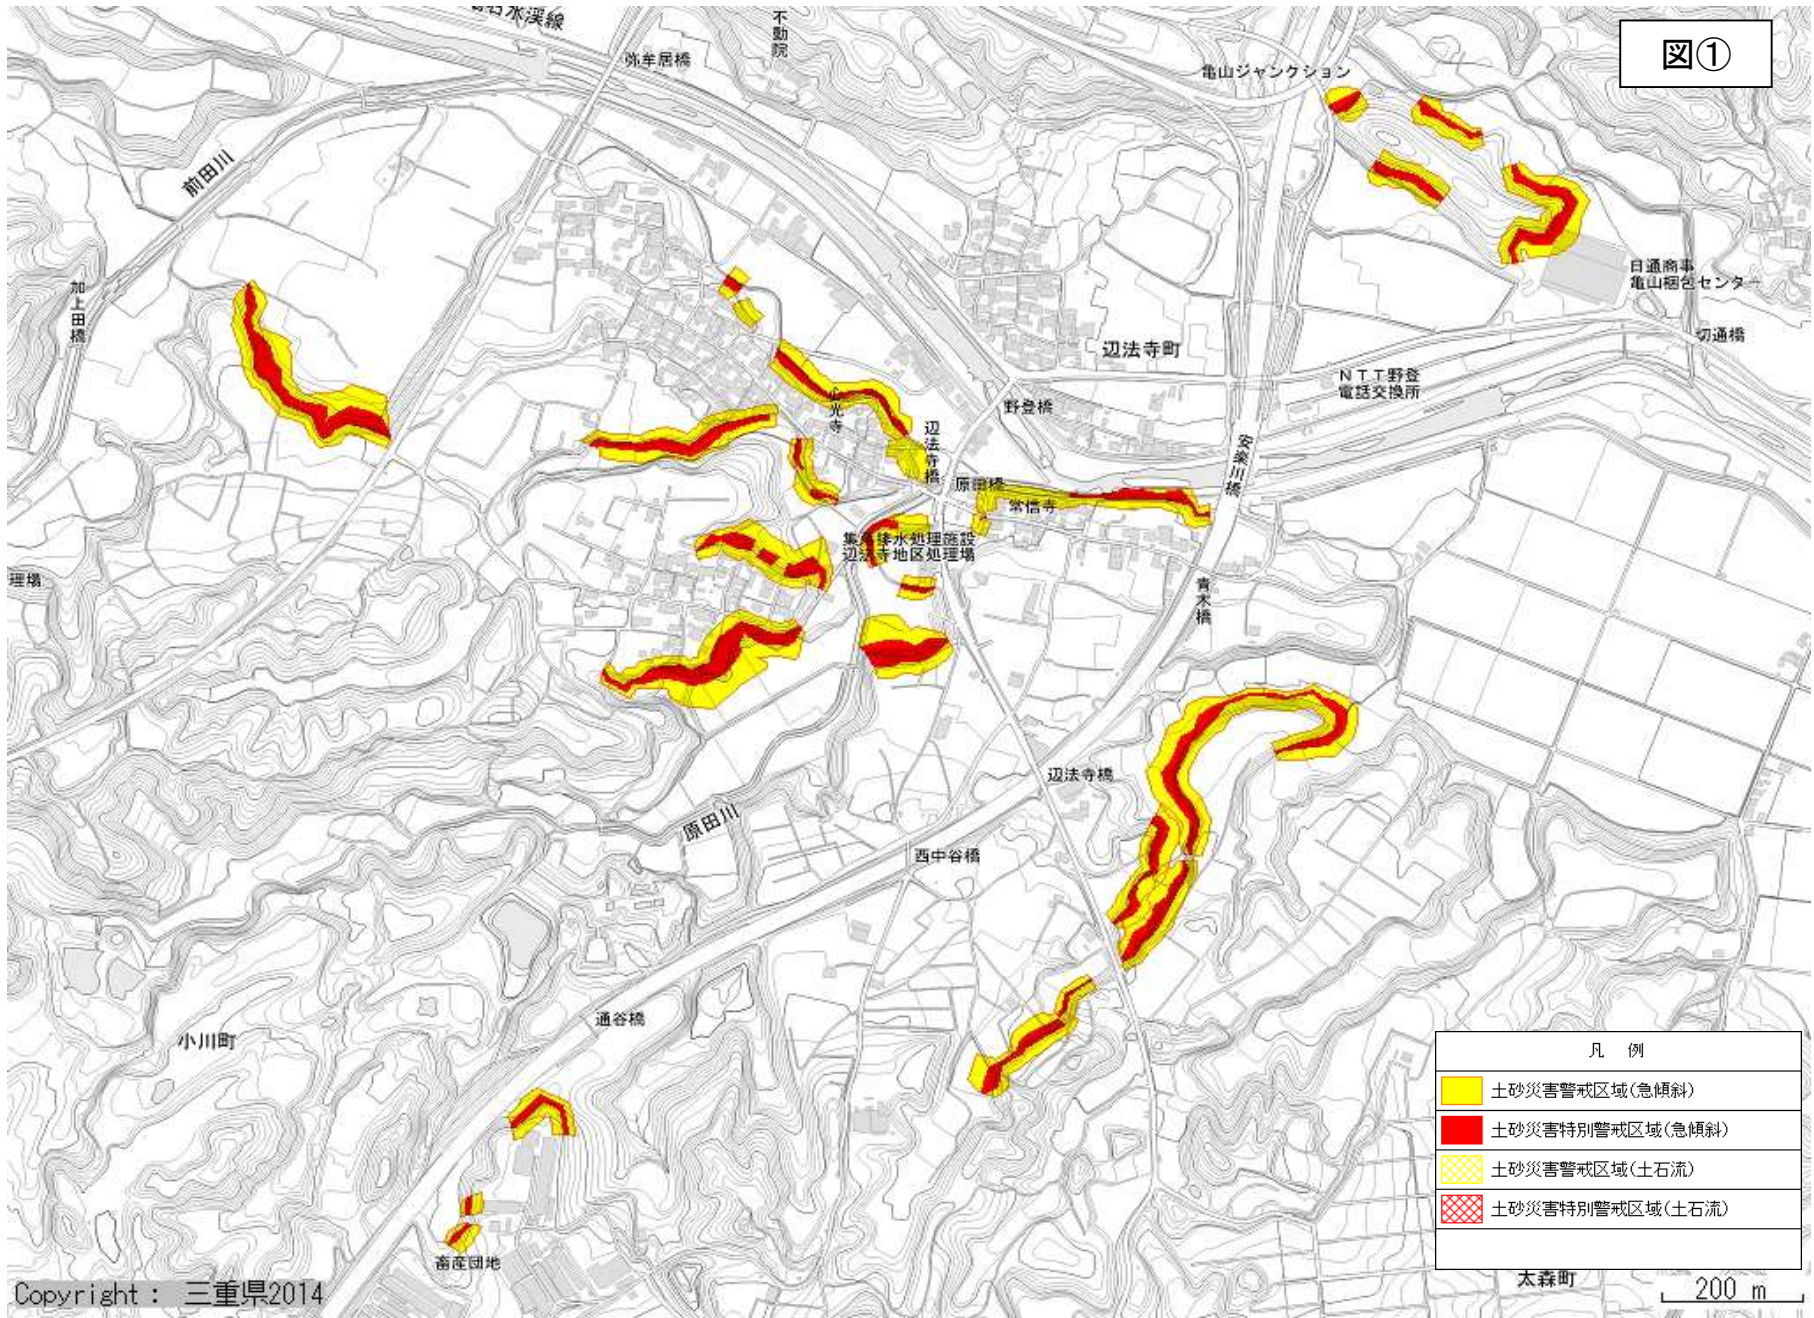 図①
石水渓線
不動院
弥牟居橋
亀山ジャンクション
前田川
加上田橋
日通商事
亀山梱包センター
切通橋
辺法寺町
NTT野登
電話交換所
野登橋
光寺
辺法寺橋
安楽川橋
原田橋
常信寺
集落排水処理施設
辺法寺地区処理場
理場
青木橋
辺法寺橋
原田川
西中谷橋
通谷橋
小川町
畜産団地
凡 例
土砂災害警戒区域(急傾斜)
土砂災害特別警戒区域(急傾斜)
土砂災害警戒区域(土石流)
土砂災害特別警戒区域(土石流)
太森町
200 m
Copyright : 三重県2014